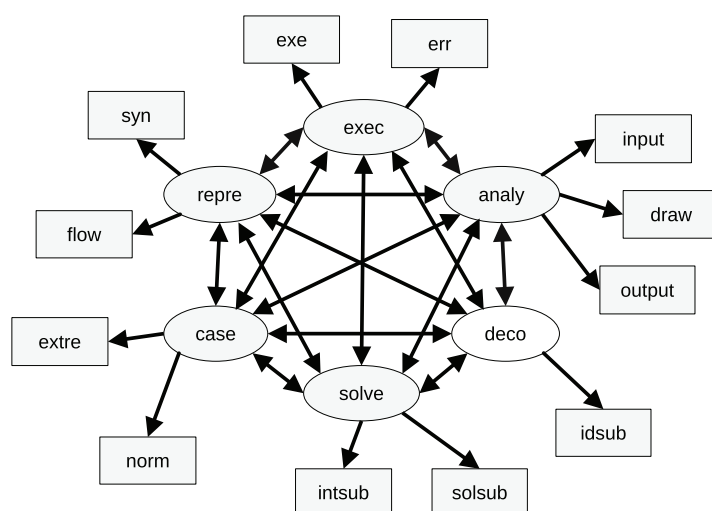 exe
err
syn
exec
input
repre
analy
draw
flow
output
extre
case
deco
solve
idsub
norm
intsub
solsub